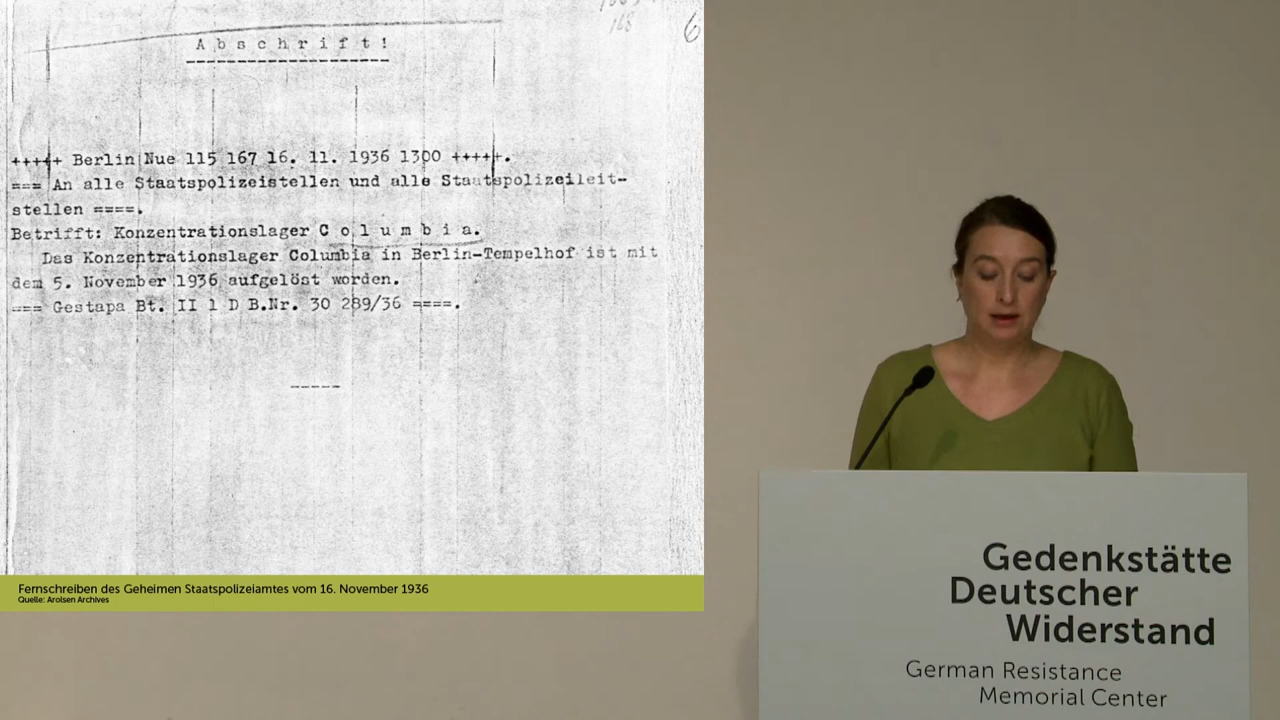 A b s c h r i f t !
+++++ Berlin Nue 115 167 16. 11. 1936 1300 +++++.
=== An alle Staatspolizeistellen und alle Staatspolizeileit-
stellen ====.
Betrifft: Konzentrationslager C o l u m b i a.
Das Konzentrationslager Columbia in Berlin-Tempelhof ist mit
dem 5. November 1936 aufgelöst worden.
=== Gestapa Bt. II 1 D B.Nr. 30 289/36 ====.
Fernschreiben des Geheimen Staatspolizeiamtes vom 16. November 1936
Quelle: Arolsen Archives
Gedenkstätte
Deutscher
Widerstand
German Resistance
Memorial Center